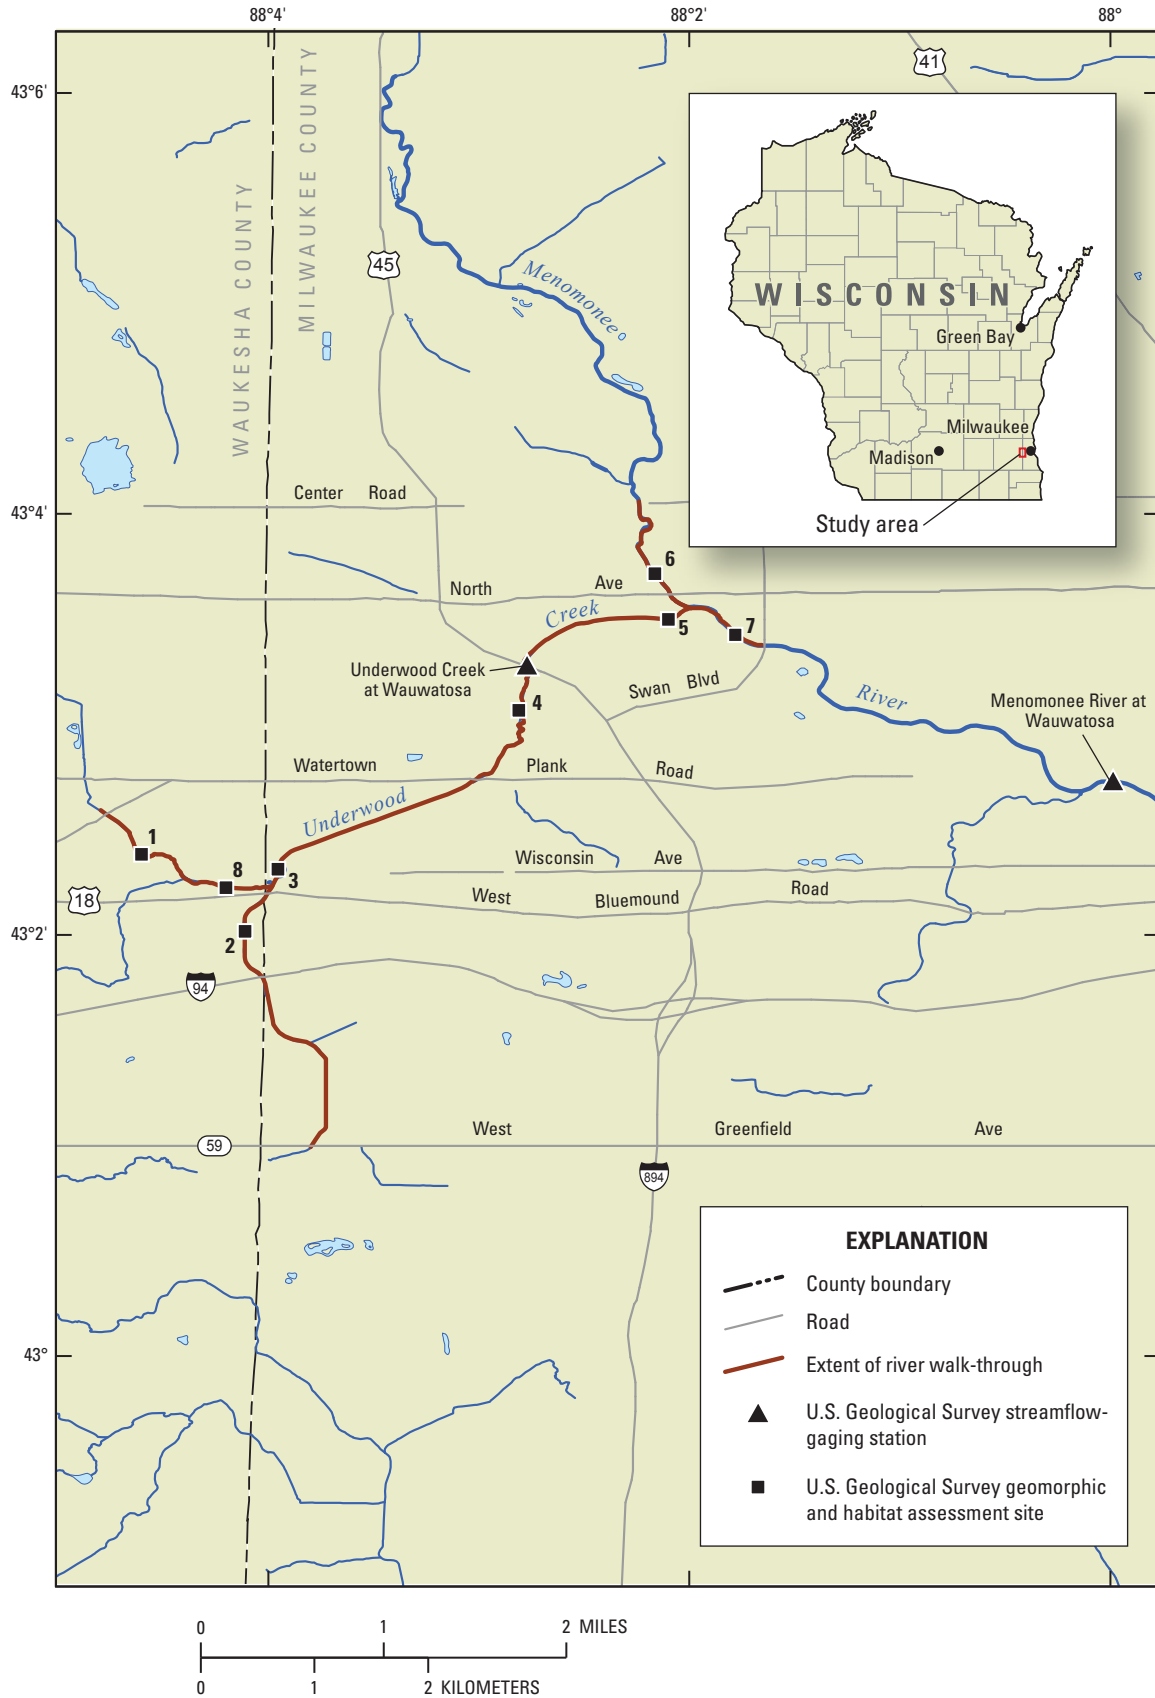 88°4'
88°2'
88°
43°6'
43°4'
43°2'
43°
WAUKESHA COUNTY
MILWAUKEE COUNTY
41
45
Menomonee
WISCONSIN
Green Bay
Milwaukee
Madison
Study area
Center Road
6
North Ave
Creek
5
7
Underwood Creek
at Wauwatosa
Swan Blvd
4
River
Menomonee River at
Wauwatosa
Watertown Plank Road
Underwood
1
8
3
Wisconsin Ave
18
West Bluemound Road
2
94
59
West Greenfield Ave
894
EXPLANATION
County boundary
Road
Extent of river walk-through
U.S. Geological Survey streamflow-
gaging station
U.S. Geological Survey geomorphic
and habitat assessment site
0 1 2 MILES
0 1 2 KILOMETERS